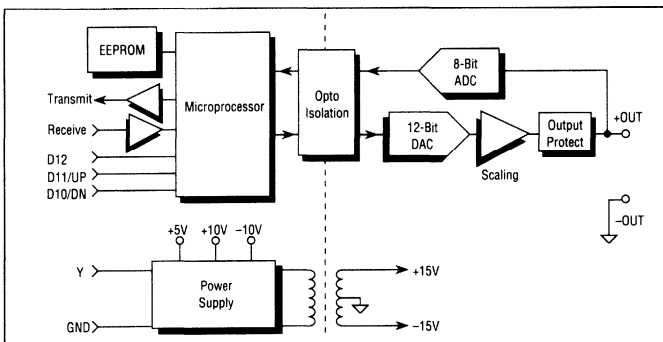 EEPROM
Transmit
Receive
D12
D11/UP
D10/DN
Microprocessor
Opto
Isolation
8-Bit
ADC
12-Bit
DAC
Scaling
Output
Protect
+OUT
–OUT
+5V +10V –10V
Y
GND
Power
Supply
+15V
–15V